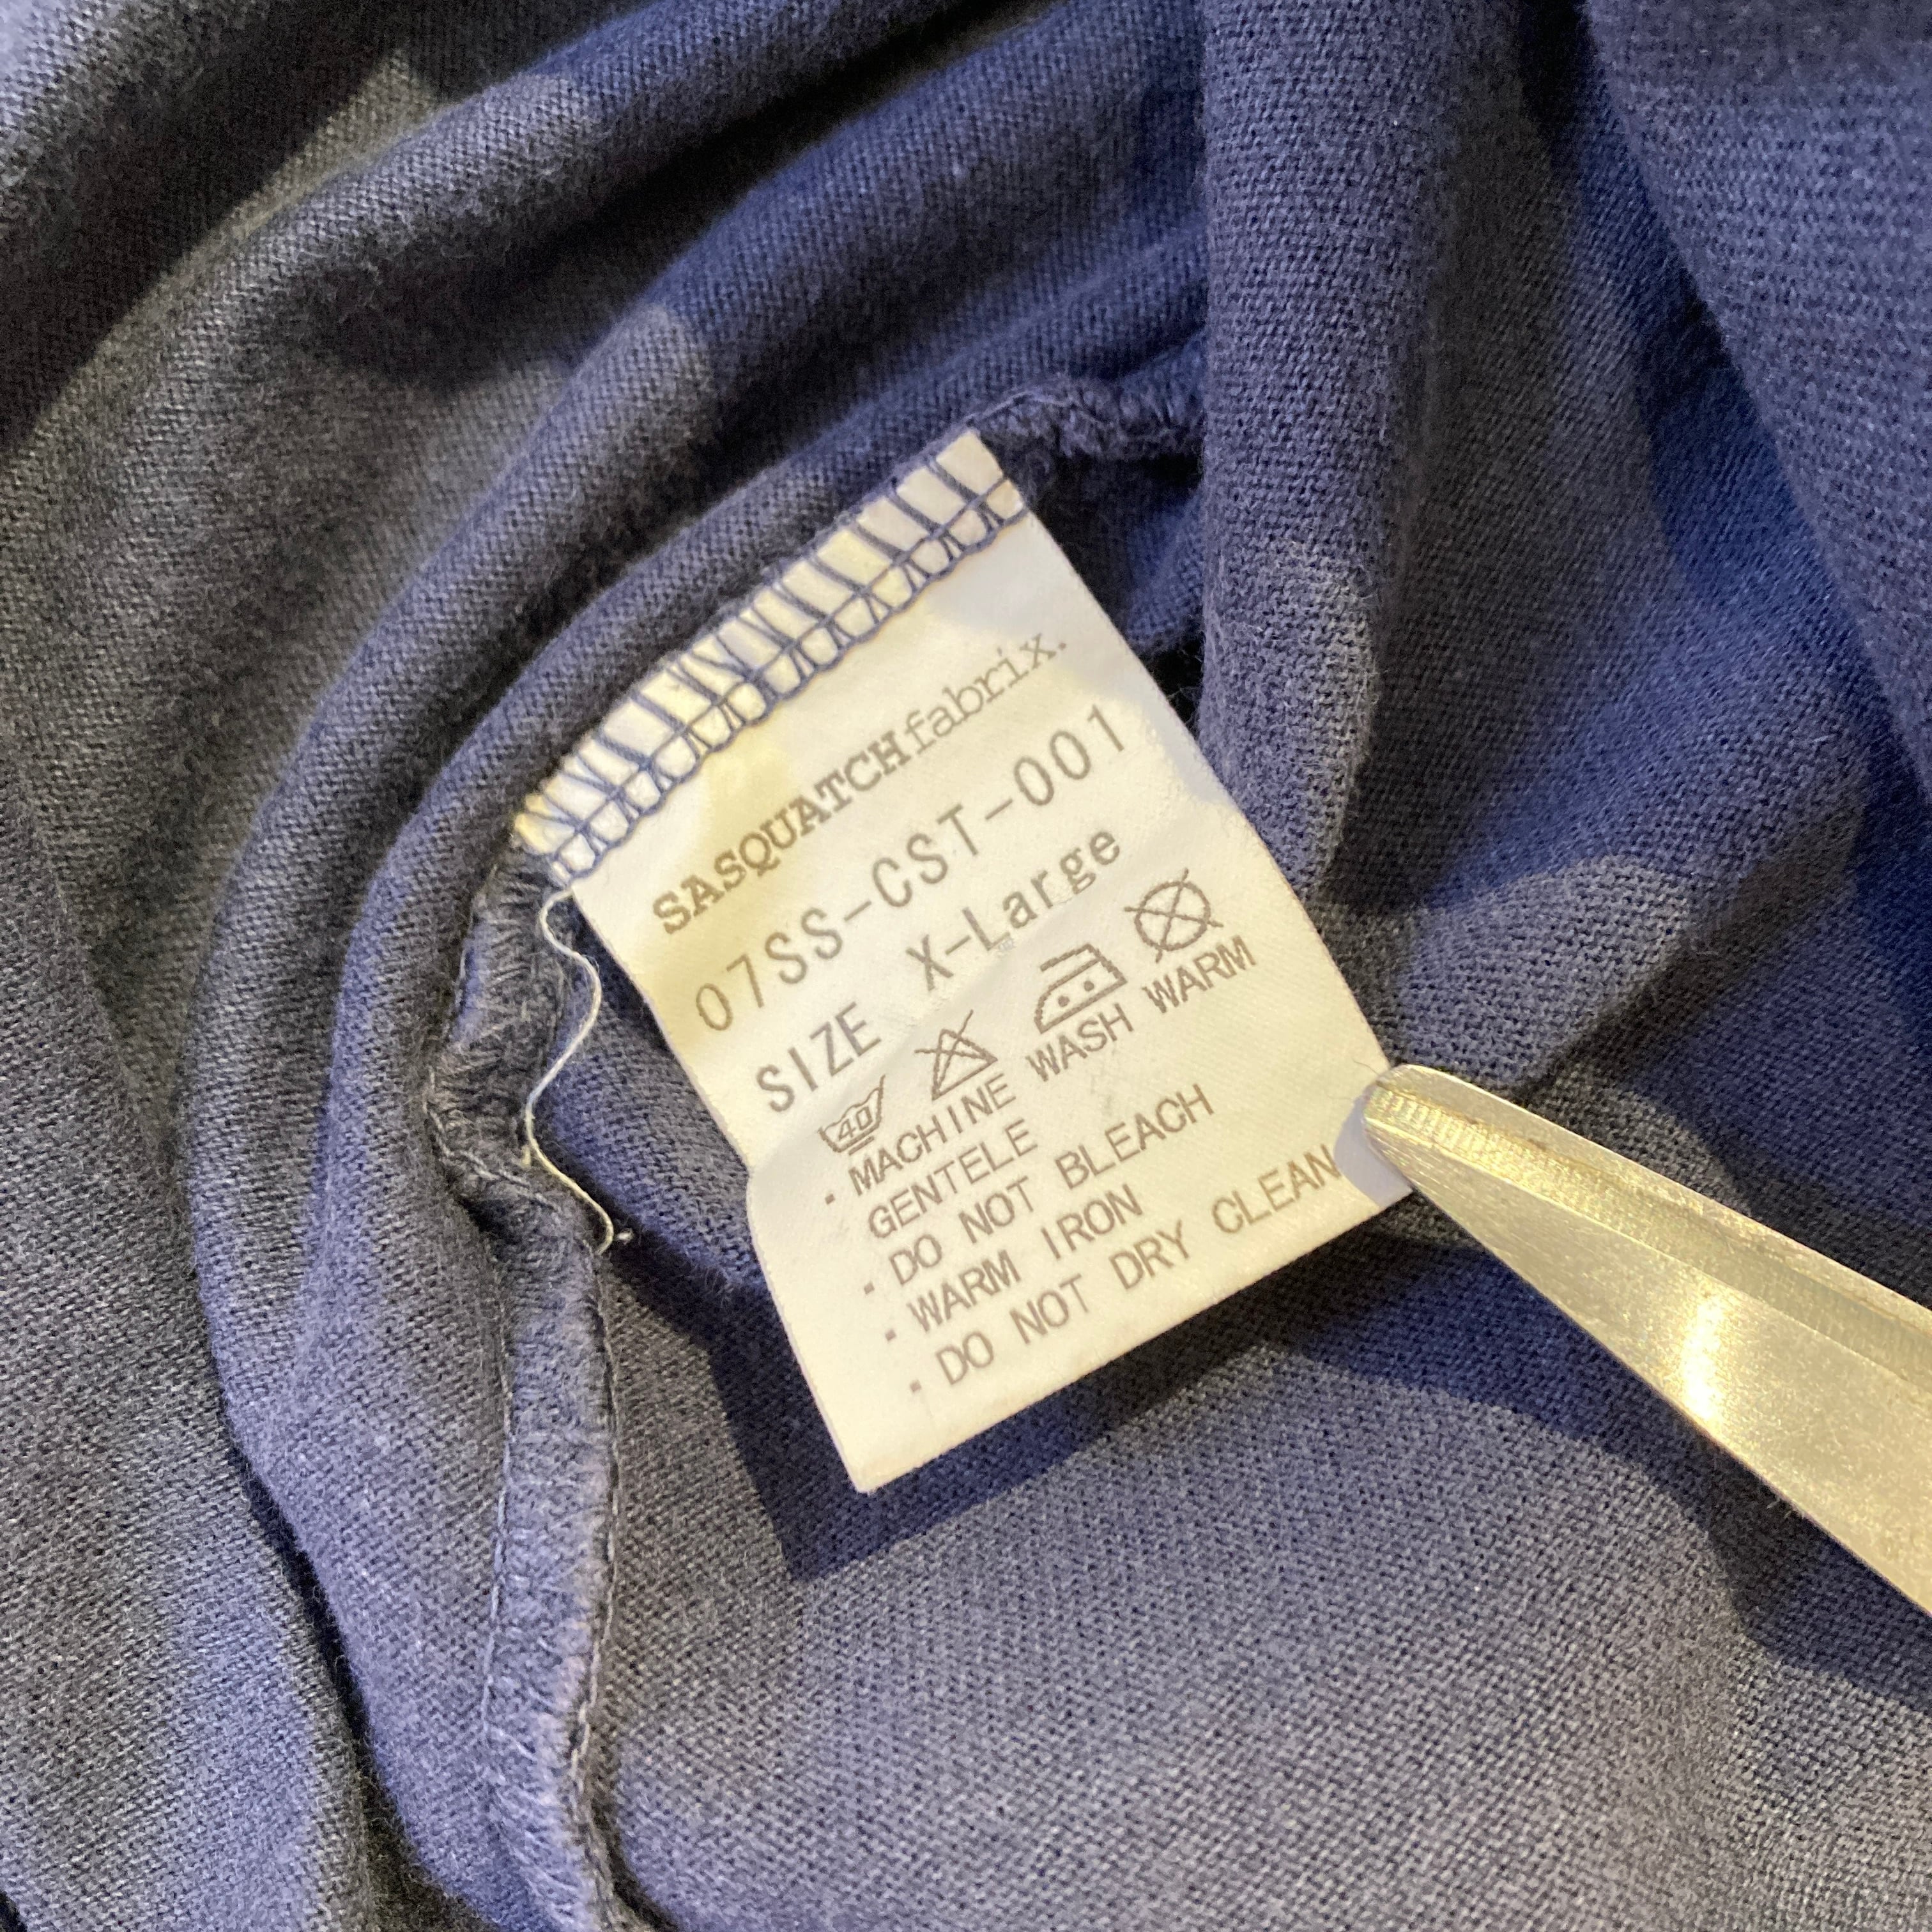 SASQUATCHfabrix.
07SS-CST-001
SIZE X-Large
40
· MACHINE WASH WARM
GENTELE
· DO NOT BLEACH
· WARM IRON
· DO NOT DRY CLEAN